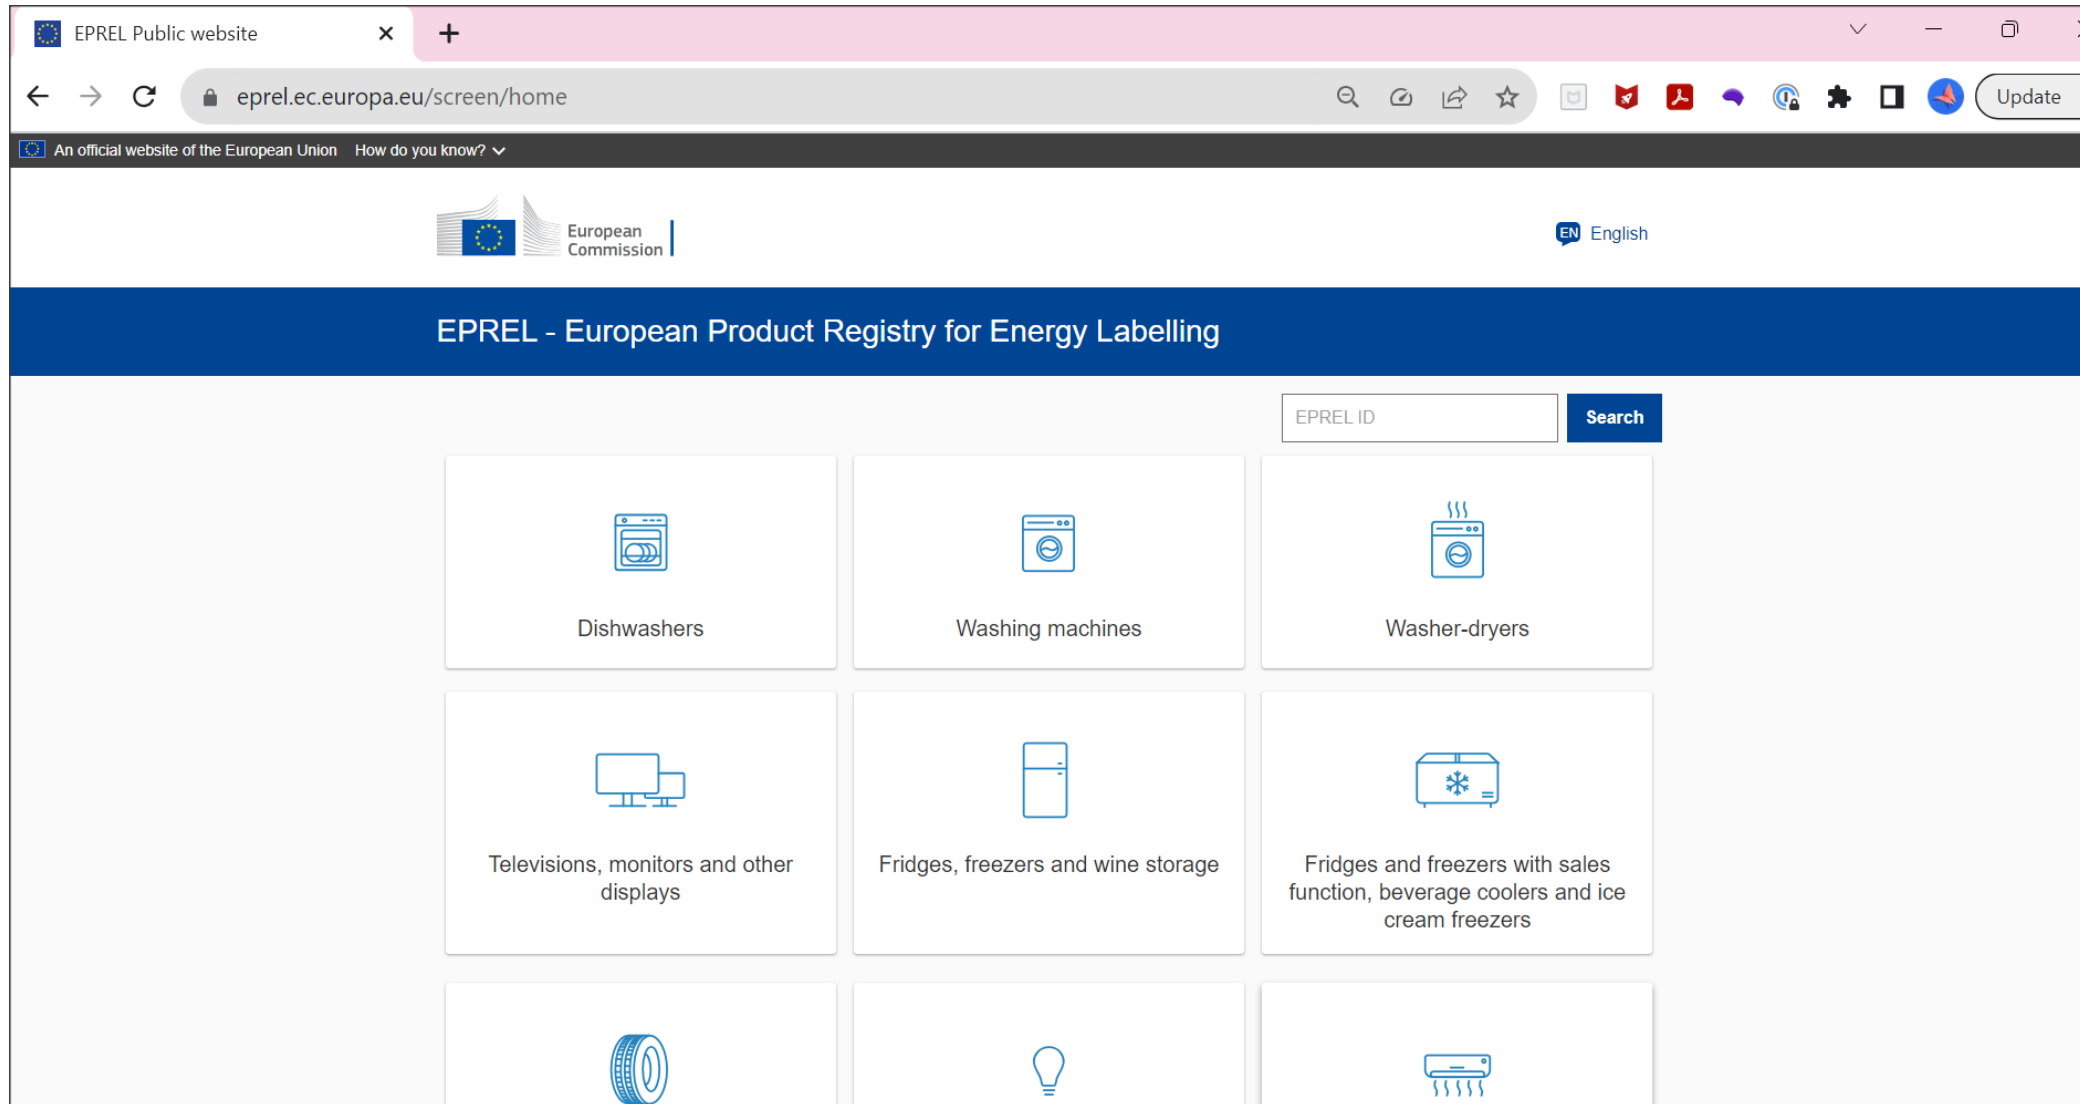 EPREL Public website
eprel.ec.europa.eu/screen/home
Update
An official website of the European Union How do you know?
European
Commission
EN English
EPREL - European Product Registry for Energy Labelling
EPREL ID Search
Dishwashers
Washing machines
Washer-dryers
Televisions, monitors and other
displays
Fridges, freezers and wine storage
Fridges and freezers with sales
function, beverage coolers and ice
cream freezers